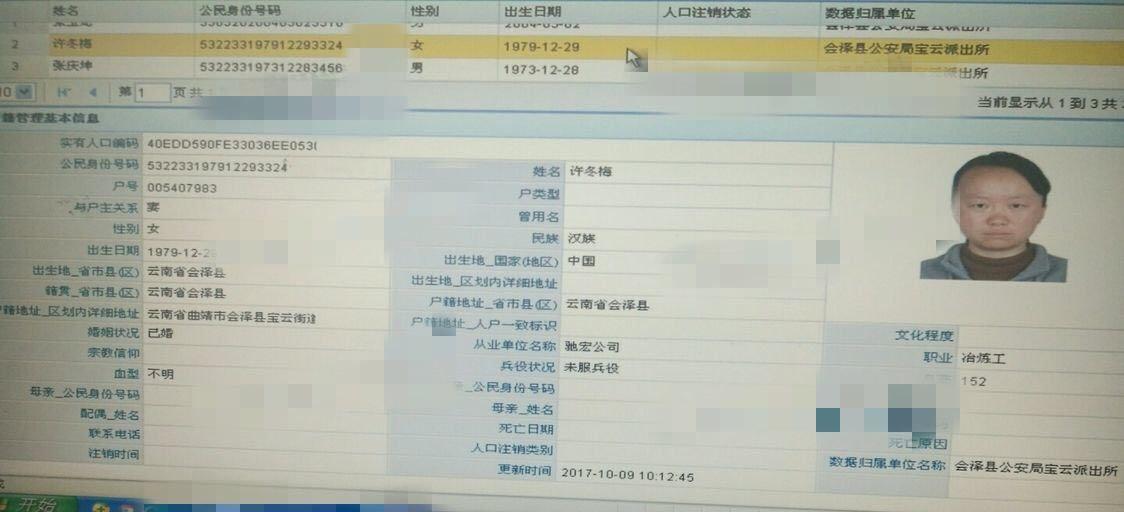 姓名 公民身份号码 性别 出生日期 人口注销状态 数据归属单位
2 许冬梅 532233197912293324 女 1979-12-29 会泽县公安局宝云派出所
3 张庆坤 532233197312283456 男 1973-12-28
第 1 页共 当前显示从 1 到 3 共
籍管理基本信息
实有人口编码 40EDD590FE33036EE053
公民身份号码 532233197912293324 姓名 许冬梅
户号 005407983 户类型
与户主关系 妻 曾用名
性别 女 民族 汉族
出生日期 1979-12-2 出生地_国家(地区) 中国
出生地_省市县(区) 云南省会泽县 出生地_区划内详细地址
籍贯_省市县(区) 云南省会泽县 户籍地址_省市县(区) 云南省会泽县
户籍地址_区划内详细地址 云南省曲靖市会泽县宝云街道 户籍地址_人户一致标识
婚姻状况 已婚 从业单位名称 驰宏公司 文化程度
宗教信仰 兵役状况 未服兵役 职业 冶炼工
血型 不明 _公民身份号码 152
母亲_公民身份号码 母亲_姓名
配偶_姓名 死亡日期
联系电话 人口注销类别 死亡原因
注销时间 更新时间 2017-10-09 10:12:45 数据归属单位名称 会泽县公安局宝云派出所
开始